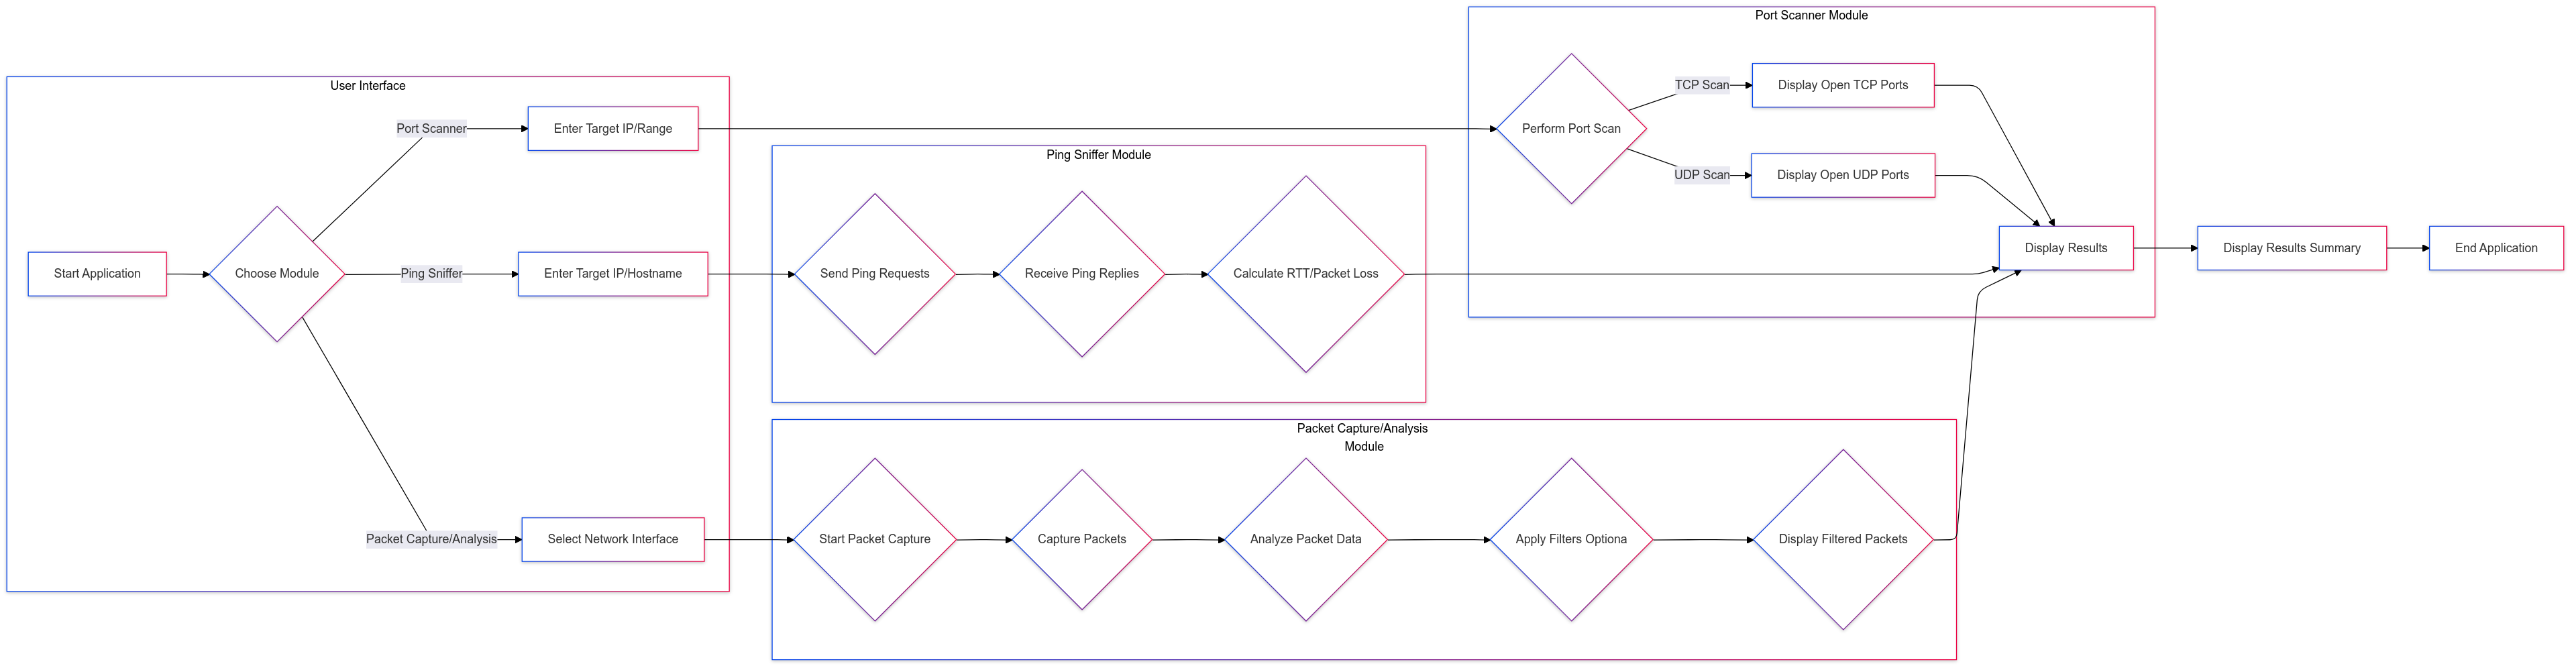 User Interface
Start Application
Choose Module
Port Scanner
Enter Target IP/Range
Ping Sniffer
Enter Target IP/Hostname
Packet Capture/Analysis
Select Network Interface
Ping Sniffer Module
Send Ping Requests
Receive Ping Replies
Calculate RTT/Packet Loss
Packet Capture/Analysis
Module
Start Packet Capture
Capture Packets
Analyze Packet Data
Apply Filters Optiona
Display Filtered Packets
Port Scanner Module
Perform Port Scan
TCP Scan
Display Open TCP Ports
UDP Scan
Display Open UDP Ports
Display Results
Display Results Summary
End Application